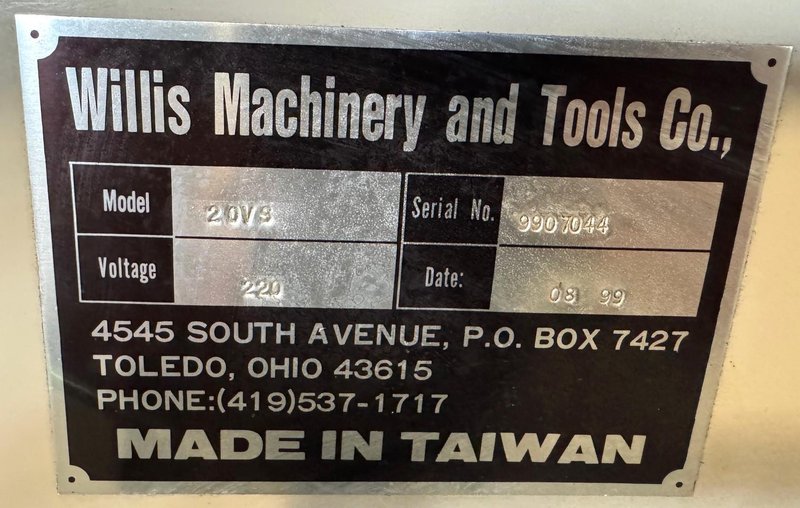 Willis Machinery and Tools Co.,
Model 20VS Serial No. 9907044
Voltage 220 Date: 08 99
4545 SOUTH AVENUE, P.O. BOX 7427
TOLEDO, OHIO 43615
PHONE:(419)537-1717
MADE IN TAIWAN